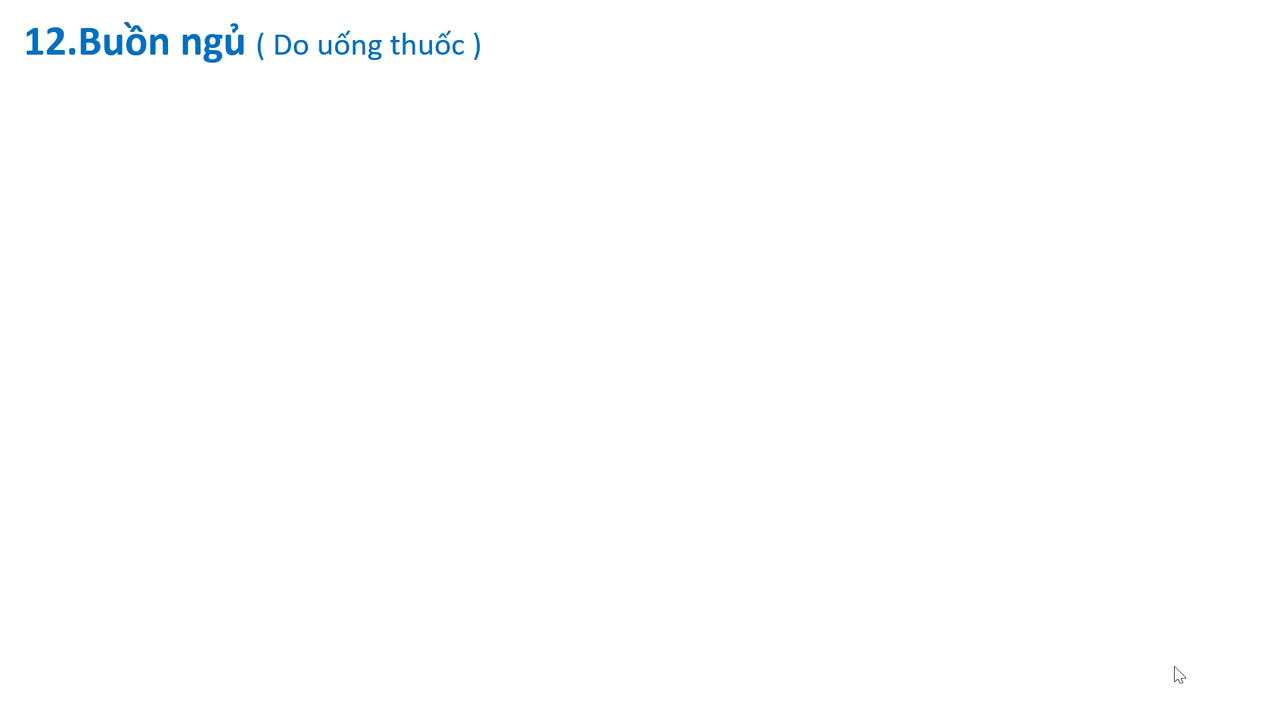 12.Buồn ngủ ( Do uống thuốc )